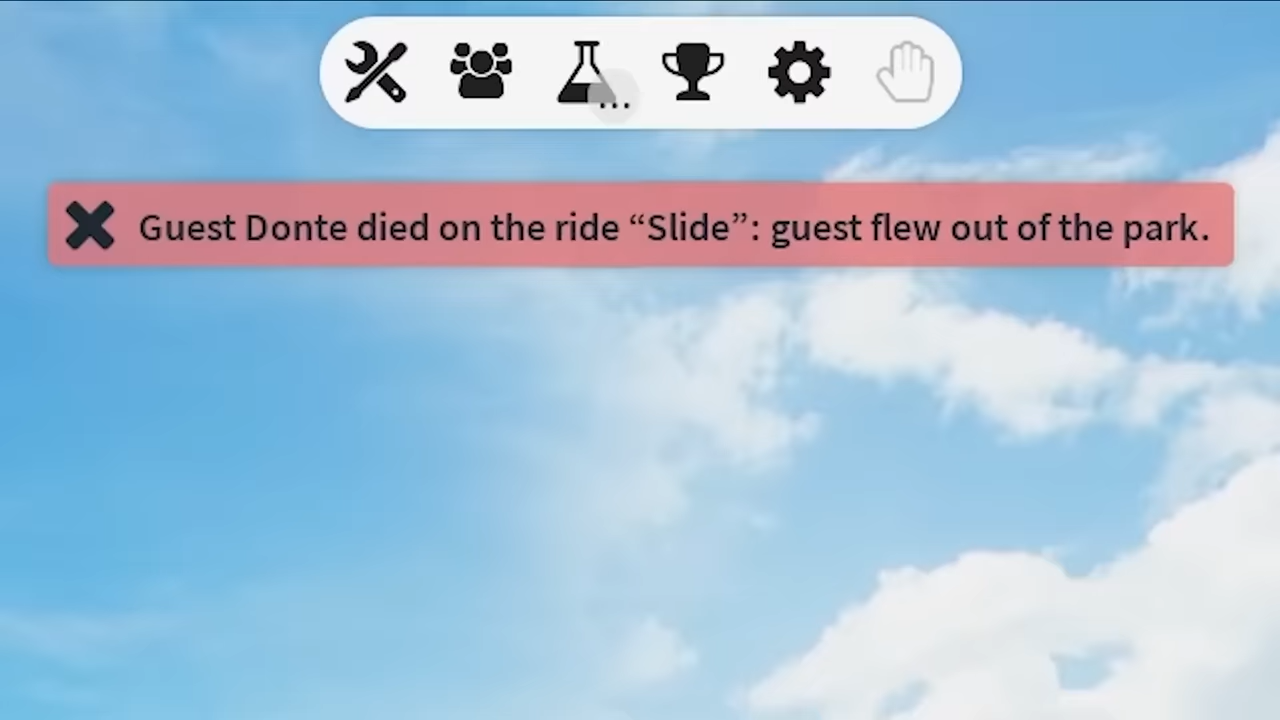 Guest Donte died on the ride “Slide”: guest flew out of the park.